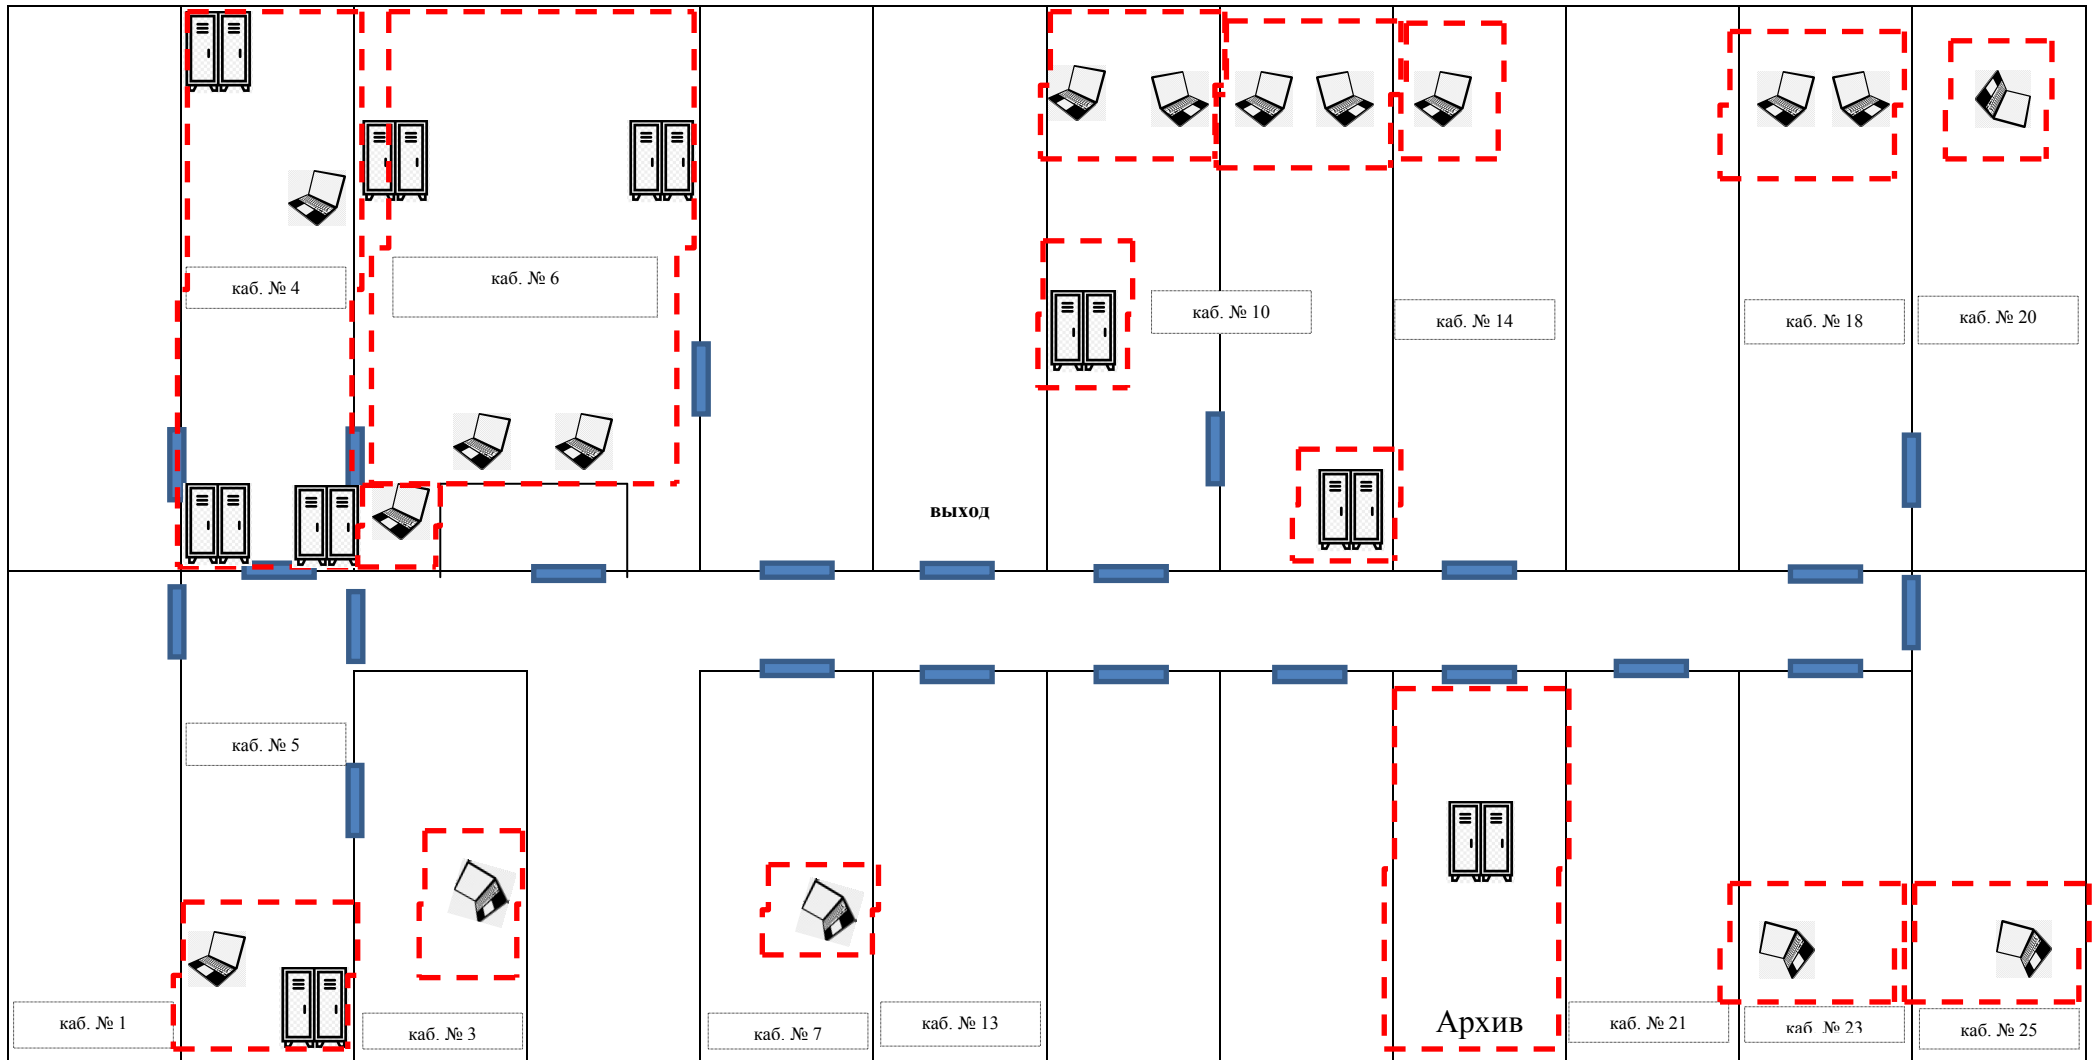 каб. № 4
каб. № 6
каб. № 10
каб. № 14
каб. № 18
каб. № 20
выход
каб. № 5
каб. № 1
каб. № 3
каб. № 7
каб. № 13
Архив
каб. № 21
каб. № 23
каб. № 25